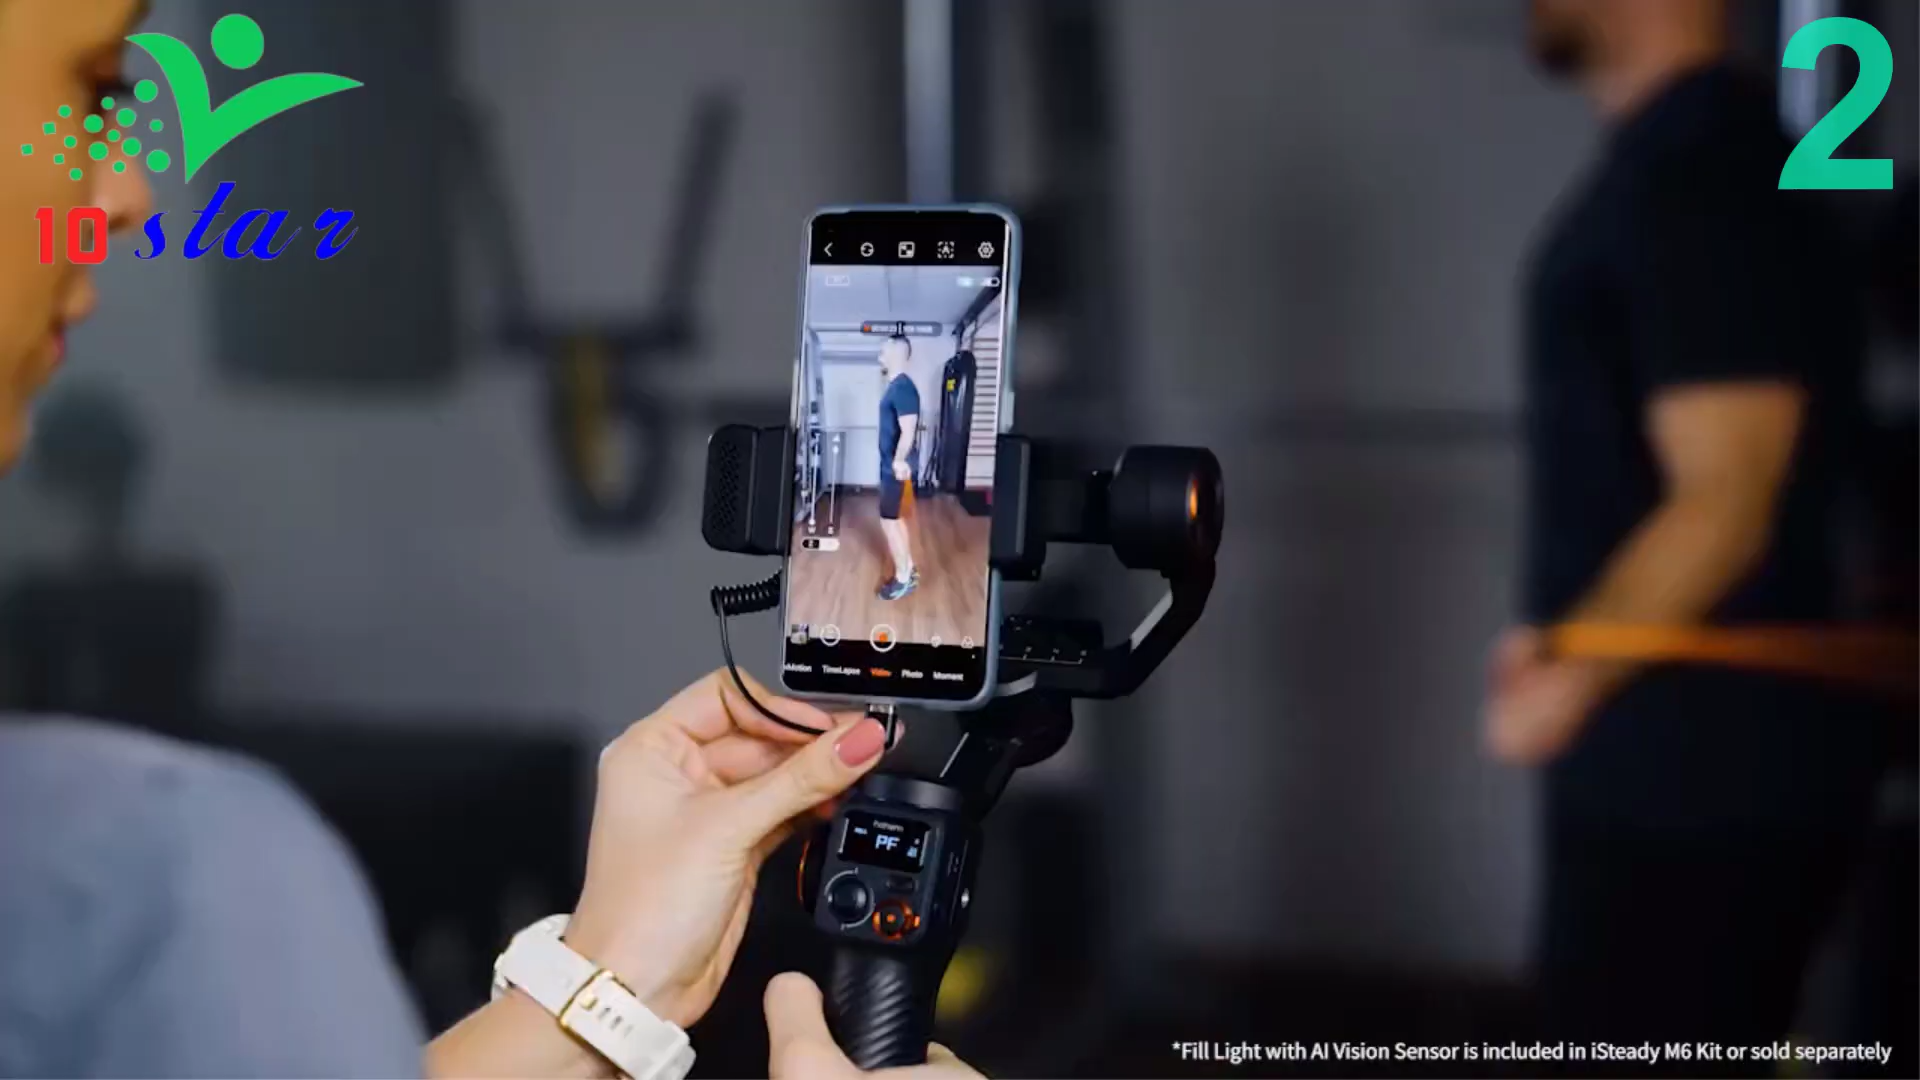 10 star
2
TimeLapse
Video
Photo
Moment
hohem
PF
*Fill Light with AI Vision Sensor is included in iSteady M6 Kit or sold separately